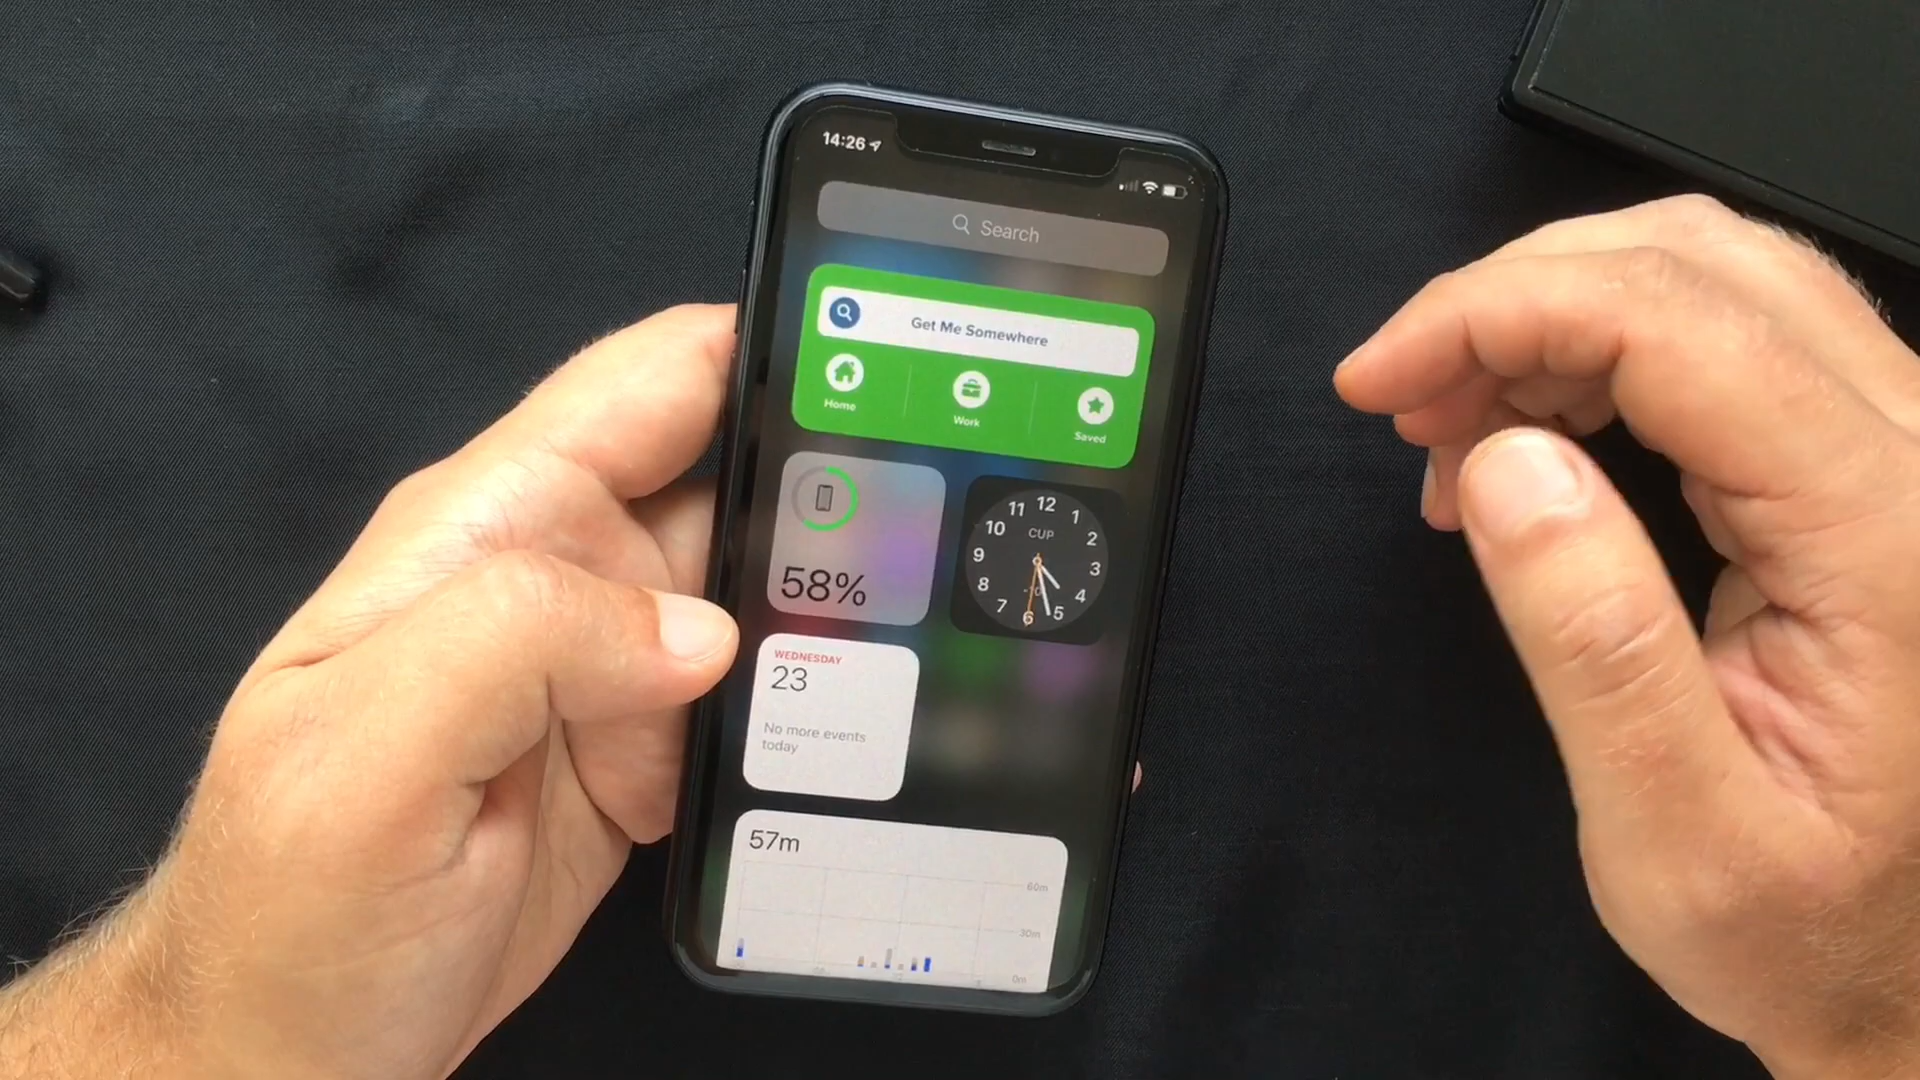 14:26
Search
Get Me Somewhere
Home
Work
Saved
58%
11 12 1
10 CUP 2
9 3
8 4
7 6 5
WEDNESDAY
23
No more events
today
57m
60m
30m
0m